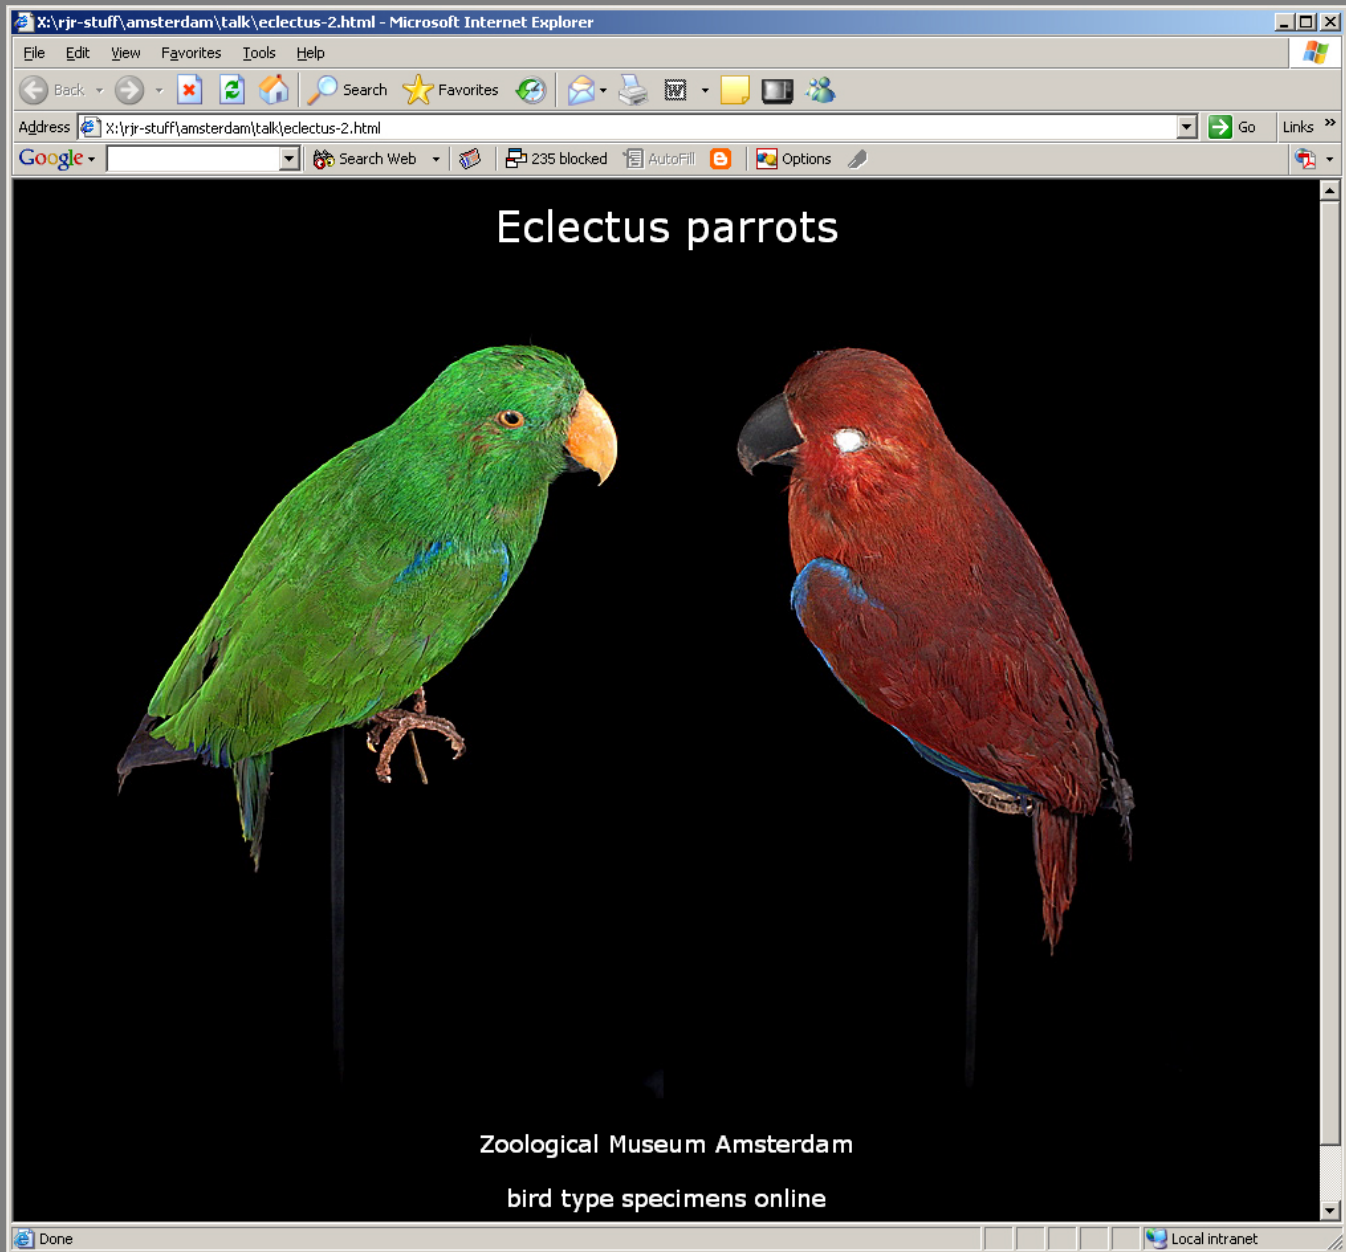 X:\rjr-stuff\amsterdam\talk\eclectus-2.html - Microsoft Internet Explorer
File Edit View Favorites Tools Help
Back Search Favorites
Address X:\rjr-stuff\amsterdam\talk\eclectus-2.html Go Links »
Google Search Web 235 blocked AutoFill Options
Eclectus parrots
Zoological Museum Amsterdam
bird type specimens online
Done Local intranet